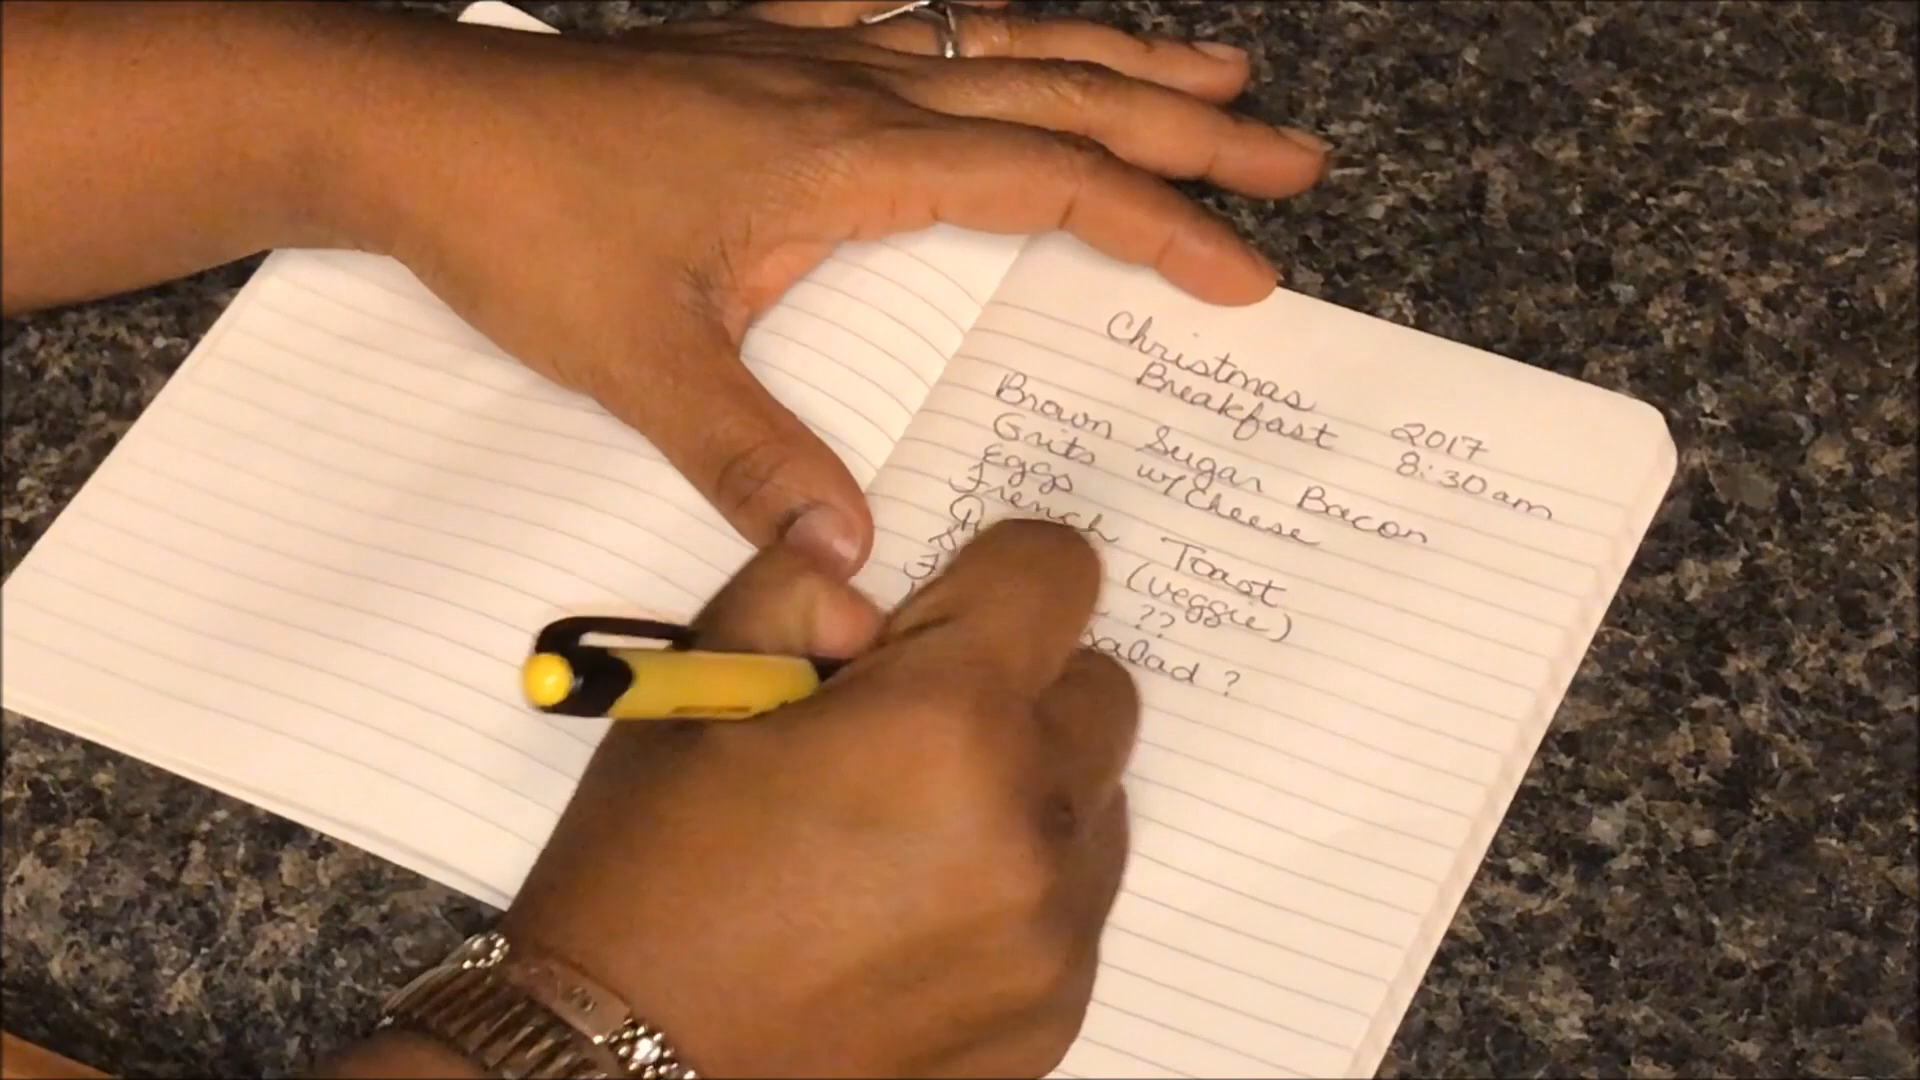 Christmas
Breakfast 2017
8:30am
Brown Sugar Bacon
Grits w/Cheese
Eggs
French Toast
(veggie)
??
Salad ?